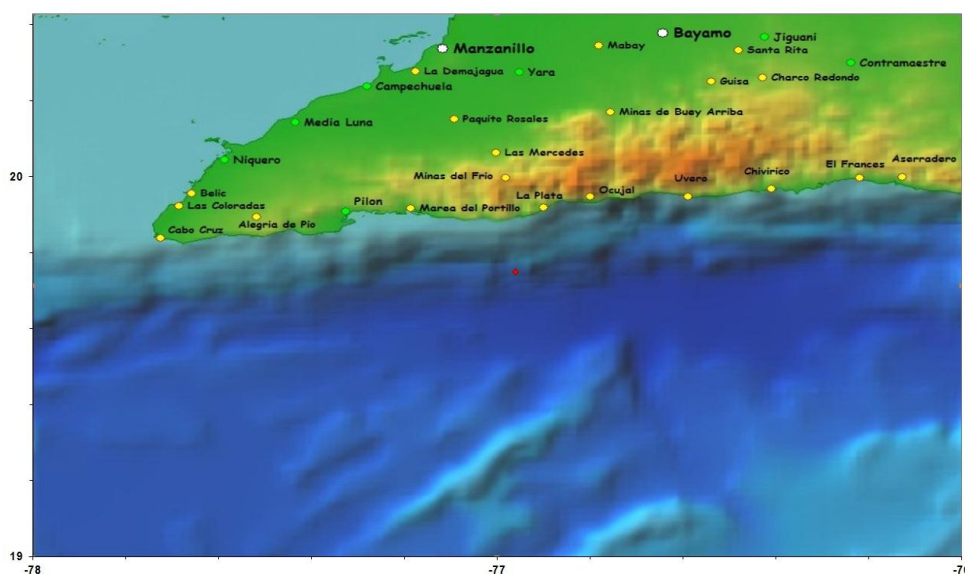 Manzanillo
Bayamo
Mabay
Jiguani
Santa Rita
Contramaestre
La Demajagua
Yara
Guisa
Charco Redondo
Campechuela
Media Luna
Paquito Rosales
Minas de Buey Arriba
Niquero
Las Mercedes
20
Minas del Frio
El Frances
Aserradero
Belic
La Plata
Ocujal
Uvero
Chivirico
Las Coloradas
Pilon
Marea del Portillo
Alegria de Pio
Cabo Cruz
19
-78
-77